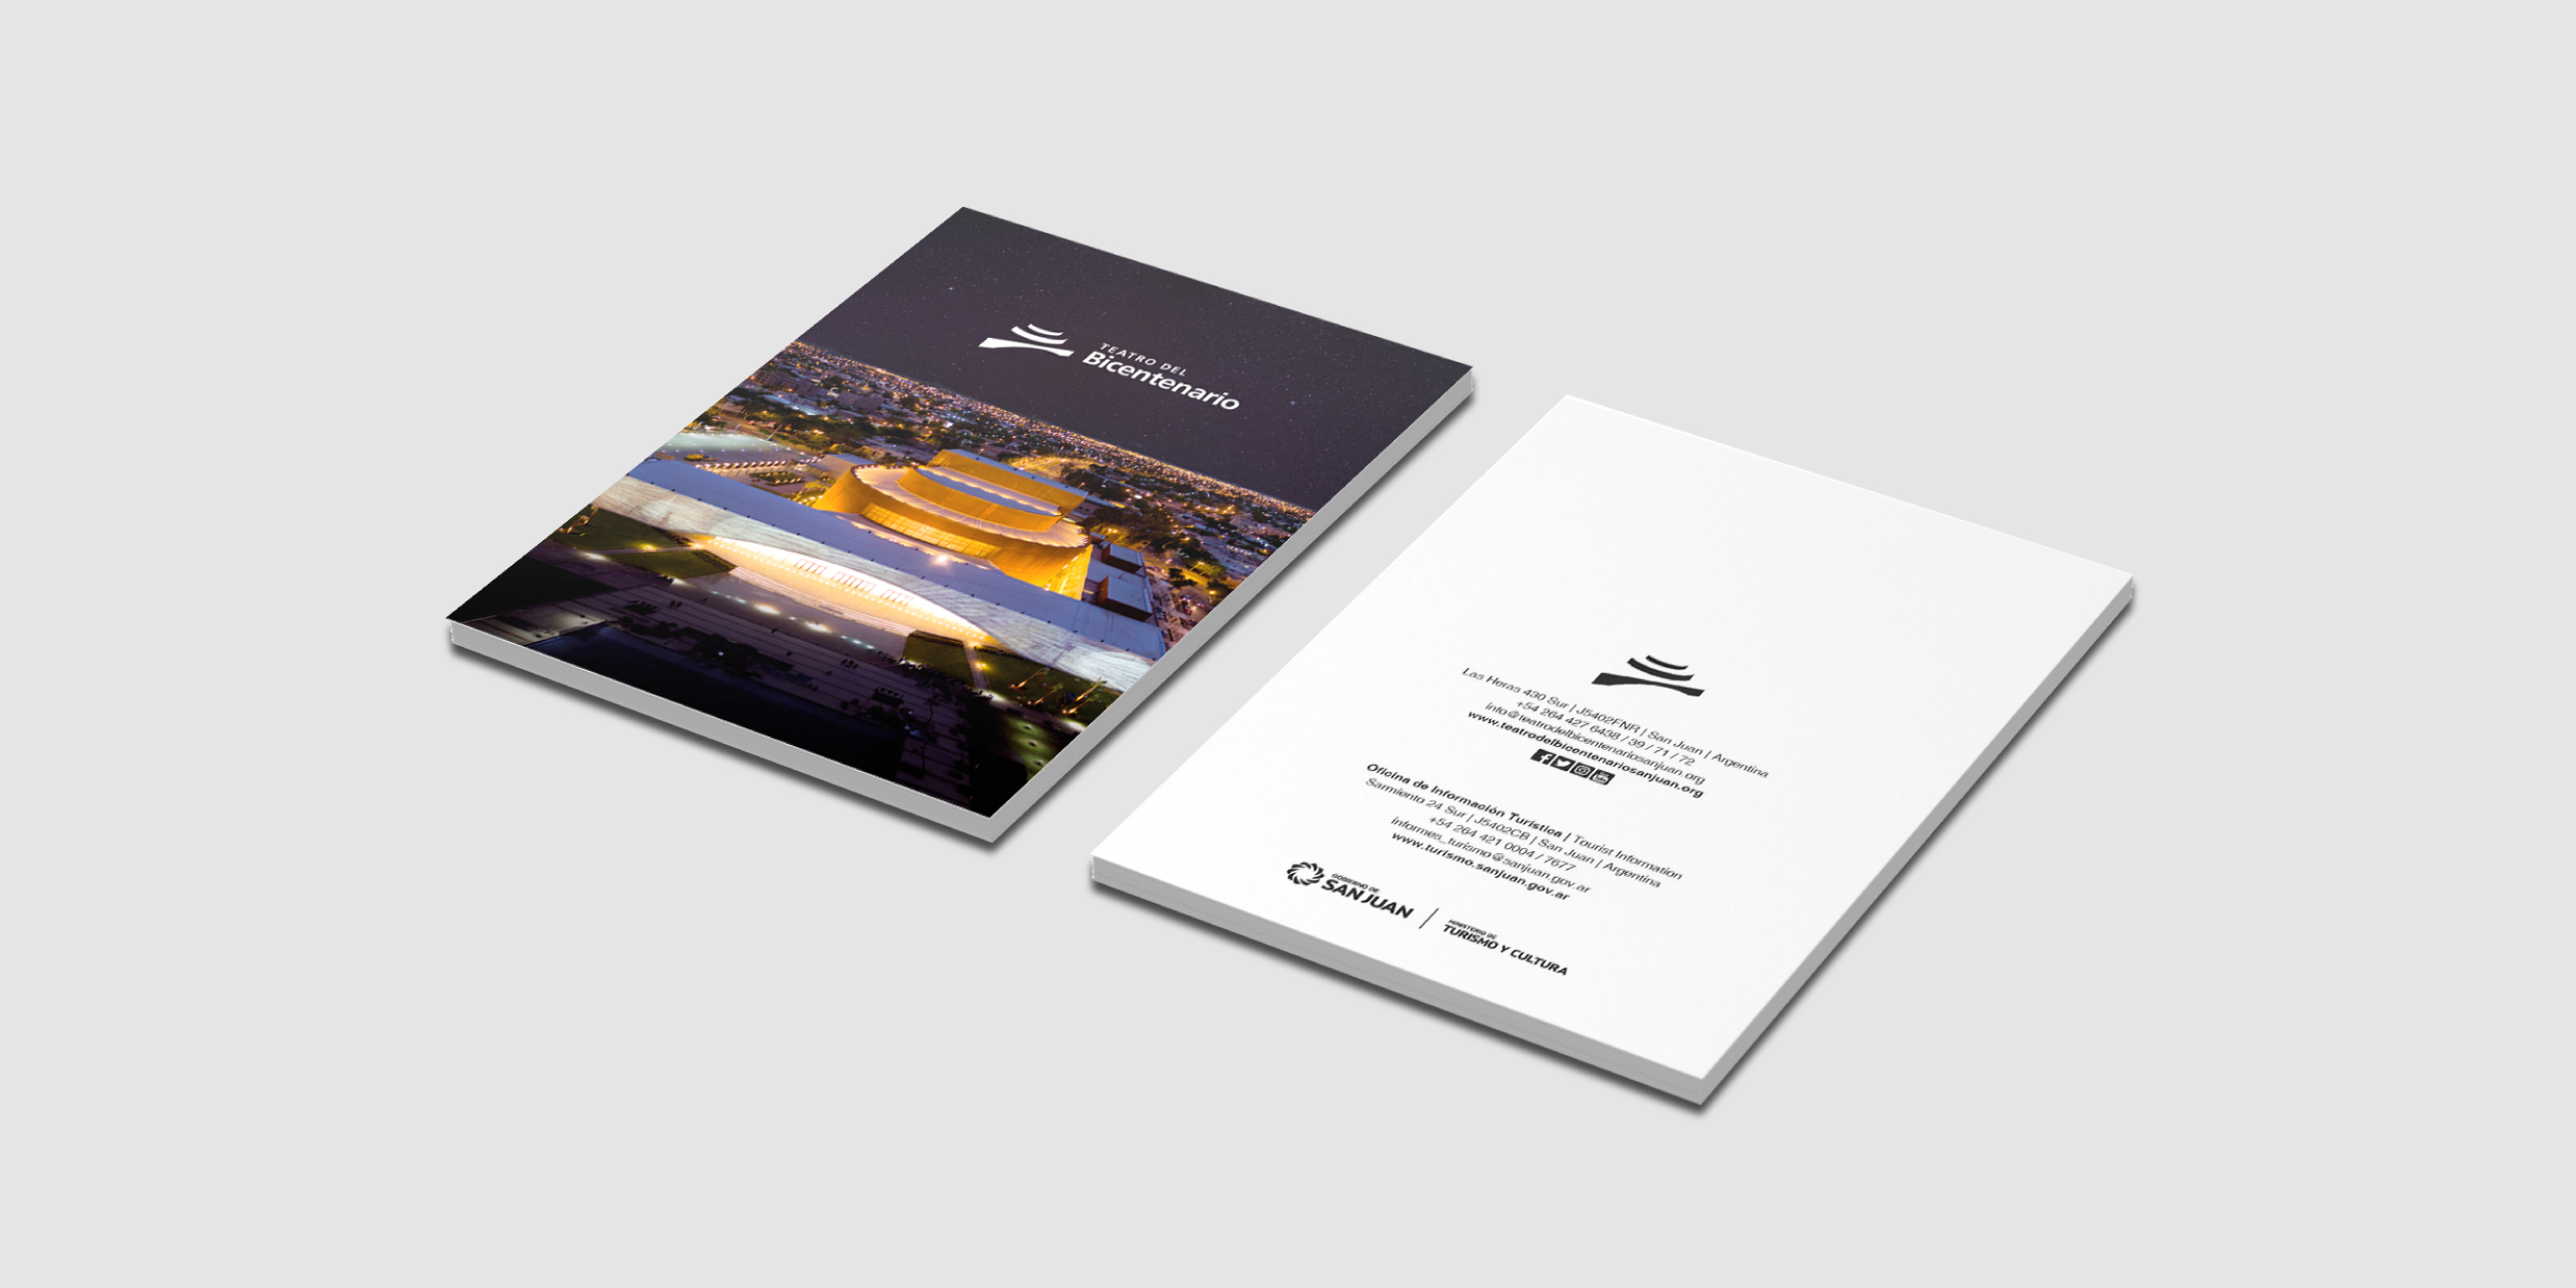 TEATRO DEL
Bicentenario
Las Heras 430 Sur | J5402FNR | San Juan | Argentina
+54 264 427 6438 / 39 / 71 / 72
info@teatrodelbicentenariosanjuan.org
www.teatrodelbicentenariosanjuan.org
Oficina de Información Turística | Tourist Information
Sarmiento 24 Sur | J5402CB | San Juan | Argentina
+54 264 421 0004 / 7677
informes_turismo@sanjuan.gov.ar
www.turismo.sanjuan.gov.ar
GOBIERNO DE
SAN JUAN
MINISTERIO DE
TURISMO Y CULTURA